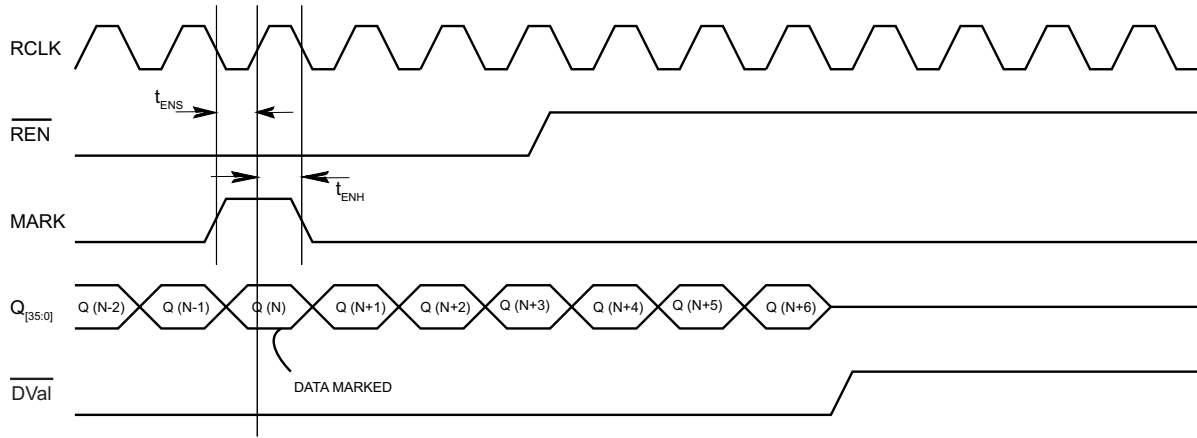 RCLK
tENS
REN
tENH
MARK
Q[35:0]
Q (N-2)
Q (N-1)
Q (N)
Q (N+1)
Q (N+2)
Q (N+3)
Q (N+4)
Q (N+5)
Q (N+6)
DATA MARKED
DVal